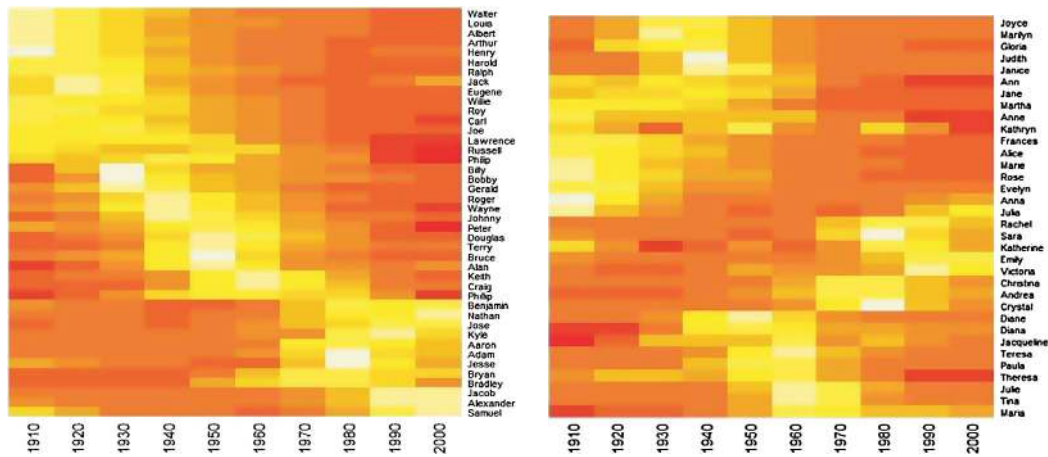 Walter
Louis
Albert
Arthur
Henry
Harold
Ralph
Jack
Eugene
Willie
Roy
Carl
Joe
Lawrence
Russell
Philip
Billy
Bobby
Gerald
Roger
Wayne
Johnny
Peter
Douglas
Terry
Bruce
Alan
Keith
Craig
Phillip
Benjamin
Nathan
Jose
Kyle
Aaron
Adam
Jesse
Bryan
Bradley
Jacob
Alexander
Samuel
1910 1920 1930 1940 1950 1960 1970 1980 1990 2000
Joyce
Marilyn
Gloria
Judith
Janice
Ann
Jane
Martha
Anne
Kathryn
Frances
Alice
Marie
Rose
Evelyn
Anna
Julia
Rachel
Sara
Katherine
Emily
Victoria
Christina
Andrea
Crystal
Diane
Diana
Jacqueline
Teresa
Paula
Theresa
Julie
Tina
Maria
1910 1920 1930 1940 1950 1960 1970 1980 1990 2000